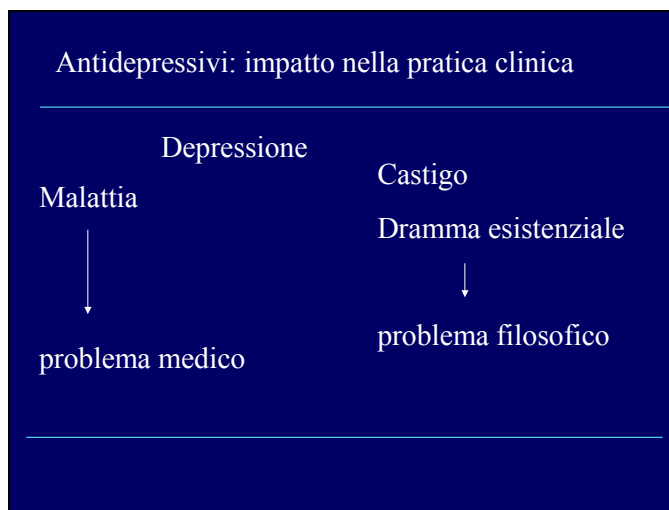 Antidepressivi: impatto nella pratica clinica
Depressione
Malattia
problema medico
Castigo
Dramma esistenziale
problema filosofico